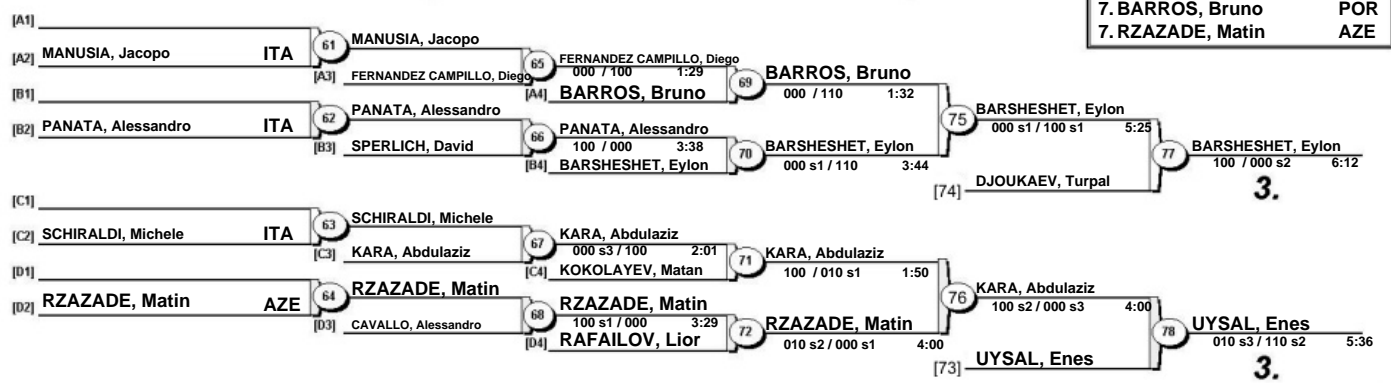 7. BARROS, Bruno POR
7. RZAZADE, Matin AZE
[A1]
[A2] MANUSIA, Jacopo ITA
61
MANUSIA, Jacopo
[A3] FERNANDEZ CAMPILLO, Diego
65
FERNANDEZ CAMPILLO, Diego
000 / 100 1:29
[A4] BARROS, Bruno
69
BARROS, Bruno
000 / 110 1:32
[B1]
[B2] PANATA, Alessandro ITA
62
PANATA, Alessandro
[B3] SPERLICH, David
66
PANATA, Alessandro
100 / 000 3:38
[B4] BARSHESHET, Eylon
70
BARSHESHET, Eylon
000 s1 / 110 3:44
75
BARSHESHET, Eylon
000 s1 / 100 s1 5:25
[74] DJOUKAEV, Turpal
77
BARSHESHET, Eylon
100 / 000 s2 6:12
3.
[C1]
[C2] SCHIRALDI, Michele ITA
63
SCHIRALDI, Michele
[C3] KARA, Abdulaziz
67
KARA, Abdulaziz
000 s3 / 100 2:01
[C4] KOKOLAYEV, Matan
71
KARA, Abdulaziz
100 / 010 s1 1:50
[D1]
[D2] RZAZADE, Matin AZE
64
RZAZADE, Matin
[D3] CAVALLO, Alessandro
68
RZAZADE, Matin
100 s1 / 000 3:29
[D4] RAFAILOV, Lior
72
RZAZADE, Matin
010 s2 / 000 s1 4:00
76
KARA, Abdulaziz
100 s2 / 000 s3 4:00
[73] UYSAL, Enes
78
UYSAL, Enes
010 s3 / 110 s2 5:36
3.